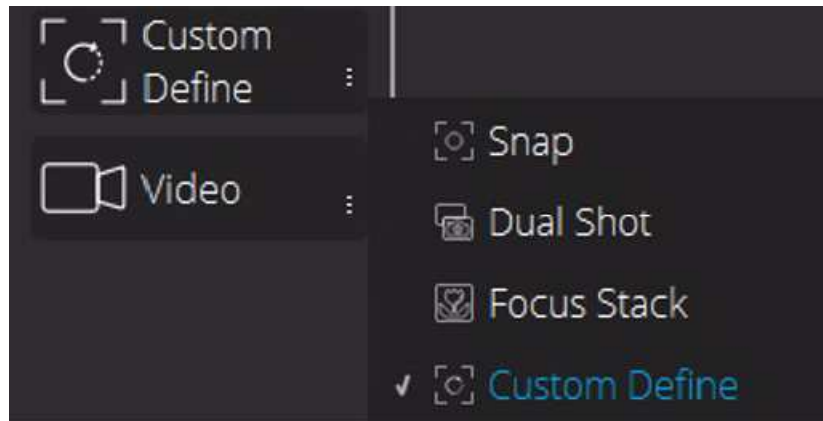 Custom
Define
Video
Snap
Dual Shot
Focus Stack
Custom Define